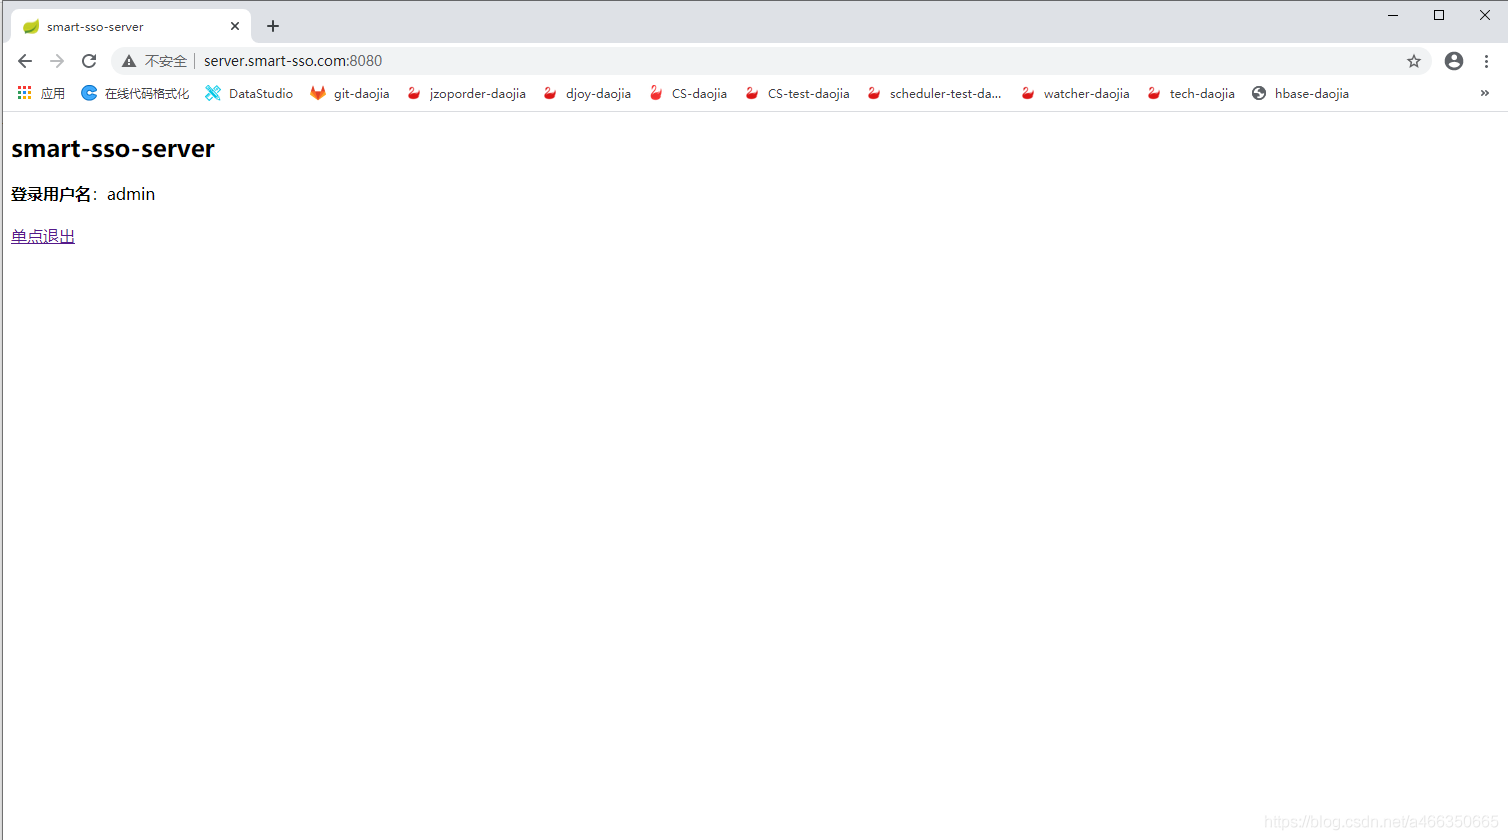 smart-sso-server
不安全 server.smart-sso.com:8080
应用 在线代码格式化 DataStudio git-daojia jzoporder-daojia djoy-daojia CS-daojia CS-test-daojia scheduler-test-da... watcher-daojia tech-daojia hbase-daojia »
smart-sso-server
登录用户名：admin
单点退出
https://blog.csdn.net/a466350665